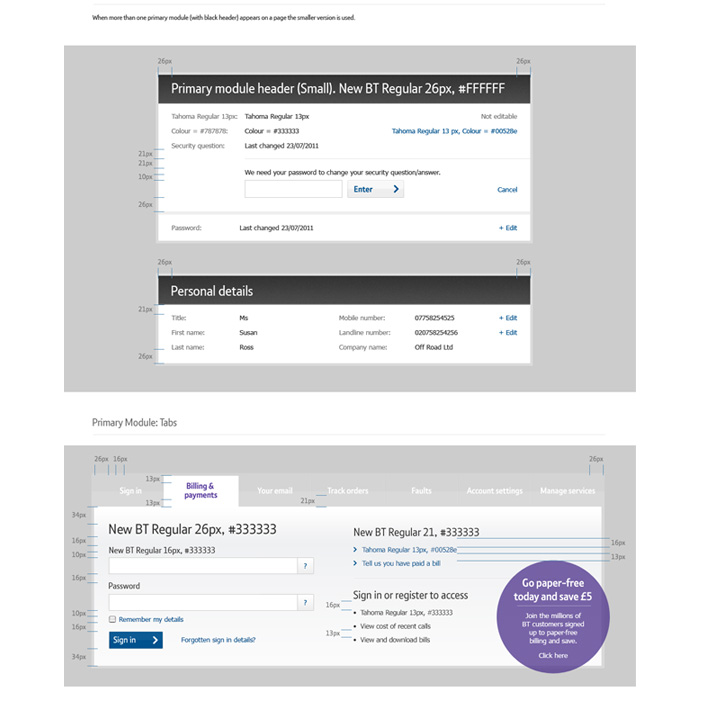 When more than one primary module (with black header) appears on a page the smaller version is used.
26px 26px
Primary module header (Small). New BT Regular 26px, #FFFFFF
Tahoma Regular 13px: Tahoma Regular 13px Not editable
Colour = #787878: Colour = #333333 Tahoma Regular 13 px, Colour = #00528e
Security question: Last changed 23/07/2011
21px
21px
We need your password to change your security question/answer.
10px
Enter Cancel
26px
Password: Last changed 23/07/2011 + Edit
26px 26px
Personal details
21px
Title: Ms Mobile number: 07758254525 + Edit
First name: Susan Landline number: 020758254256 + Edit
Last name: Ross Company name: Off Road Ltd
26px
Primary Module: Tabs
26px 16px 26px
13px
Sign in Billing & payments Your email Track orders Faults Account settings Manage services
13px 21px
34px
New BT Regular 26px, #333333 New BT Regular 21, #333333
16px 16px
10px New BT Regular 16px, #333333 Tahoma Regular 13px, #00528e
13px
? Tell us you have paid a bill
16px
Go paper-free
today and save £5
Password Sign in or register to access
? 16px
10px Tahoma Regular 13px, #333333
Join the millions of
BT customers signed
up to paper-free
billing and save.
Click here
Remember my details
16px View cost of recent calls
13px
Sign in Forgotten sign in details? View and download bills
34px